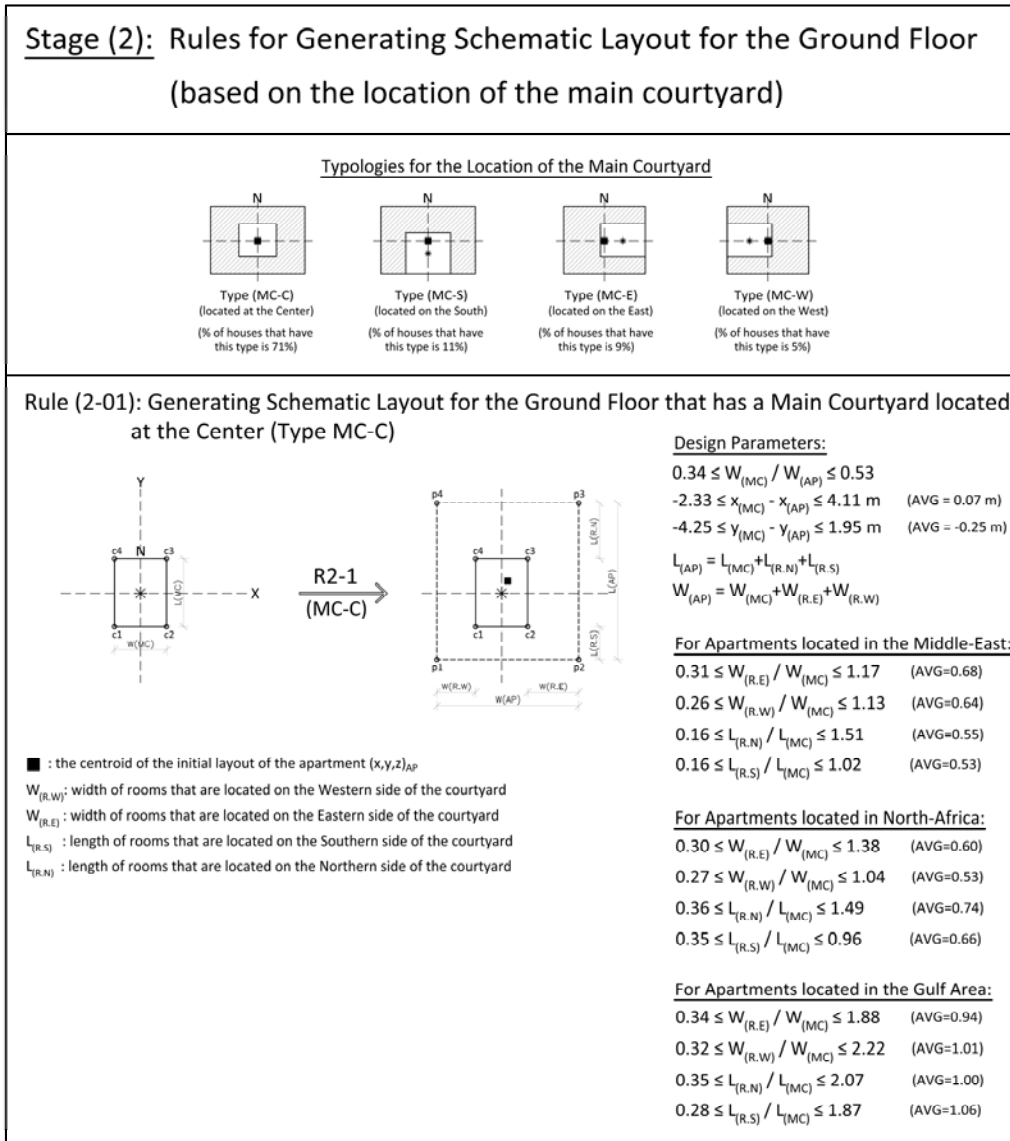 Stage (2): Rules for Generating Schematic Layout for the Ground Floor
(based on the location of the main courtyard)
Typologies for the Location of the Main Courtyard
N N N N
Type (MC-C) Type (MC-S) Type (MC-E) Type (MC-W)
(located at the Center) (located on the South) (located on the East) (located on the West)
(% of houses that have (% of houses that have (% of houses that have (% of houses that have
this type is 71%) this type is 11%) this type is 9%) this type is 5%)
Rule (2-01): Generating Schematic Layout for the Ground Floor that has a Main Courtyard located
at the Center (Type MC-C)
Y
N
c4 c3
X
L(MC)
c1 c2
W(MC)
R2-1
(MC-C)
p4 p3
L(R.N)
c4 c3
L(AP)
c1 c2
L(R.S)
p1 p2
W(R.W) W(R.E)
W(AP)
■ : the centroid of the initial layout of the apartment (x,y,z)AP
W(R.W): width of rooms that are located on the Western side of the courtyard
W(R.E) : width of rooms that are located on the Eastern side of the courtyard
L(R.S) : length of rooms that are located on the Southern side of the courtyard
L(R.N) : length of rooms that are located on the Northern side of the courtyard
Design Parameters:
0.34 ≤ W(MC) / W(AP) ≤ 0.53
-2.33 ≤ x(MC) - x(AP) ≤ 4.11 m (AVG = 0.07 m)
-4.25 ≤ y(MC) - y(AP) ≤ 1.95 m (AVG = -0.25 m)
L(AP) = L(MC)+L(R.N)+L(R.S)
W(AP) = W(MC)+W(R.E)+W(R.W)
For Apartments located in the Middle-East:
0.31 ≤ W(R.E) / W(MC) ≤ 1.17 (AVG=0.68)
0.26 ≤ W(R.W) / W(MC) ≤ 1.13 (AVG=0.64)
0.16 ≤ L(R.N) / L(MC) ≤ 1.51 (AVG=0.55)
0.16 ≤ L(R.S) / L(MC) ≤ 1.02 (AVG=0.53)
For Apartments located in North-Africa:
0.30 ≤ W(R.E) / W(MC) ≤ 1.38 (AVG=0.60)
0.27 ≤ W(R.W) / W(MC) ≤ 1.04 (AVG=0.53)
0.36 ≤ L(R.N) / L(MC) ≤ 1.49 (AVG=0.74)
0.35 ≤ L(R.S) / L(MC) ≤ 0.96 (AVG=0.66)
For Apartments located in the Gulf Area:
0.34 ≤ W(R.E) / W(MC) ≤ 1.88 (AVG=0.94)
0.32 ≤ W(R.W) / W(MC) ≤ 2.22 (AVG=1.01)
0.35 ≤ L(R.N) / L(MC) ≤ 2.07 (AVG=1.00)
0.28 ≤ L(R.S) / L(MC) ≤ 1.87 (AVG=1.06)